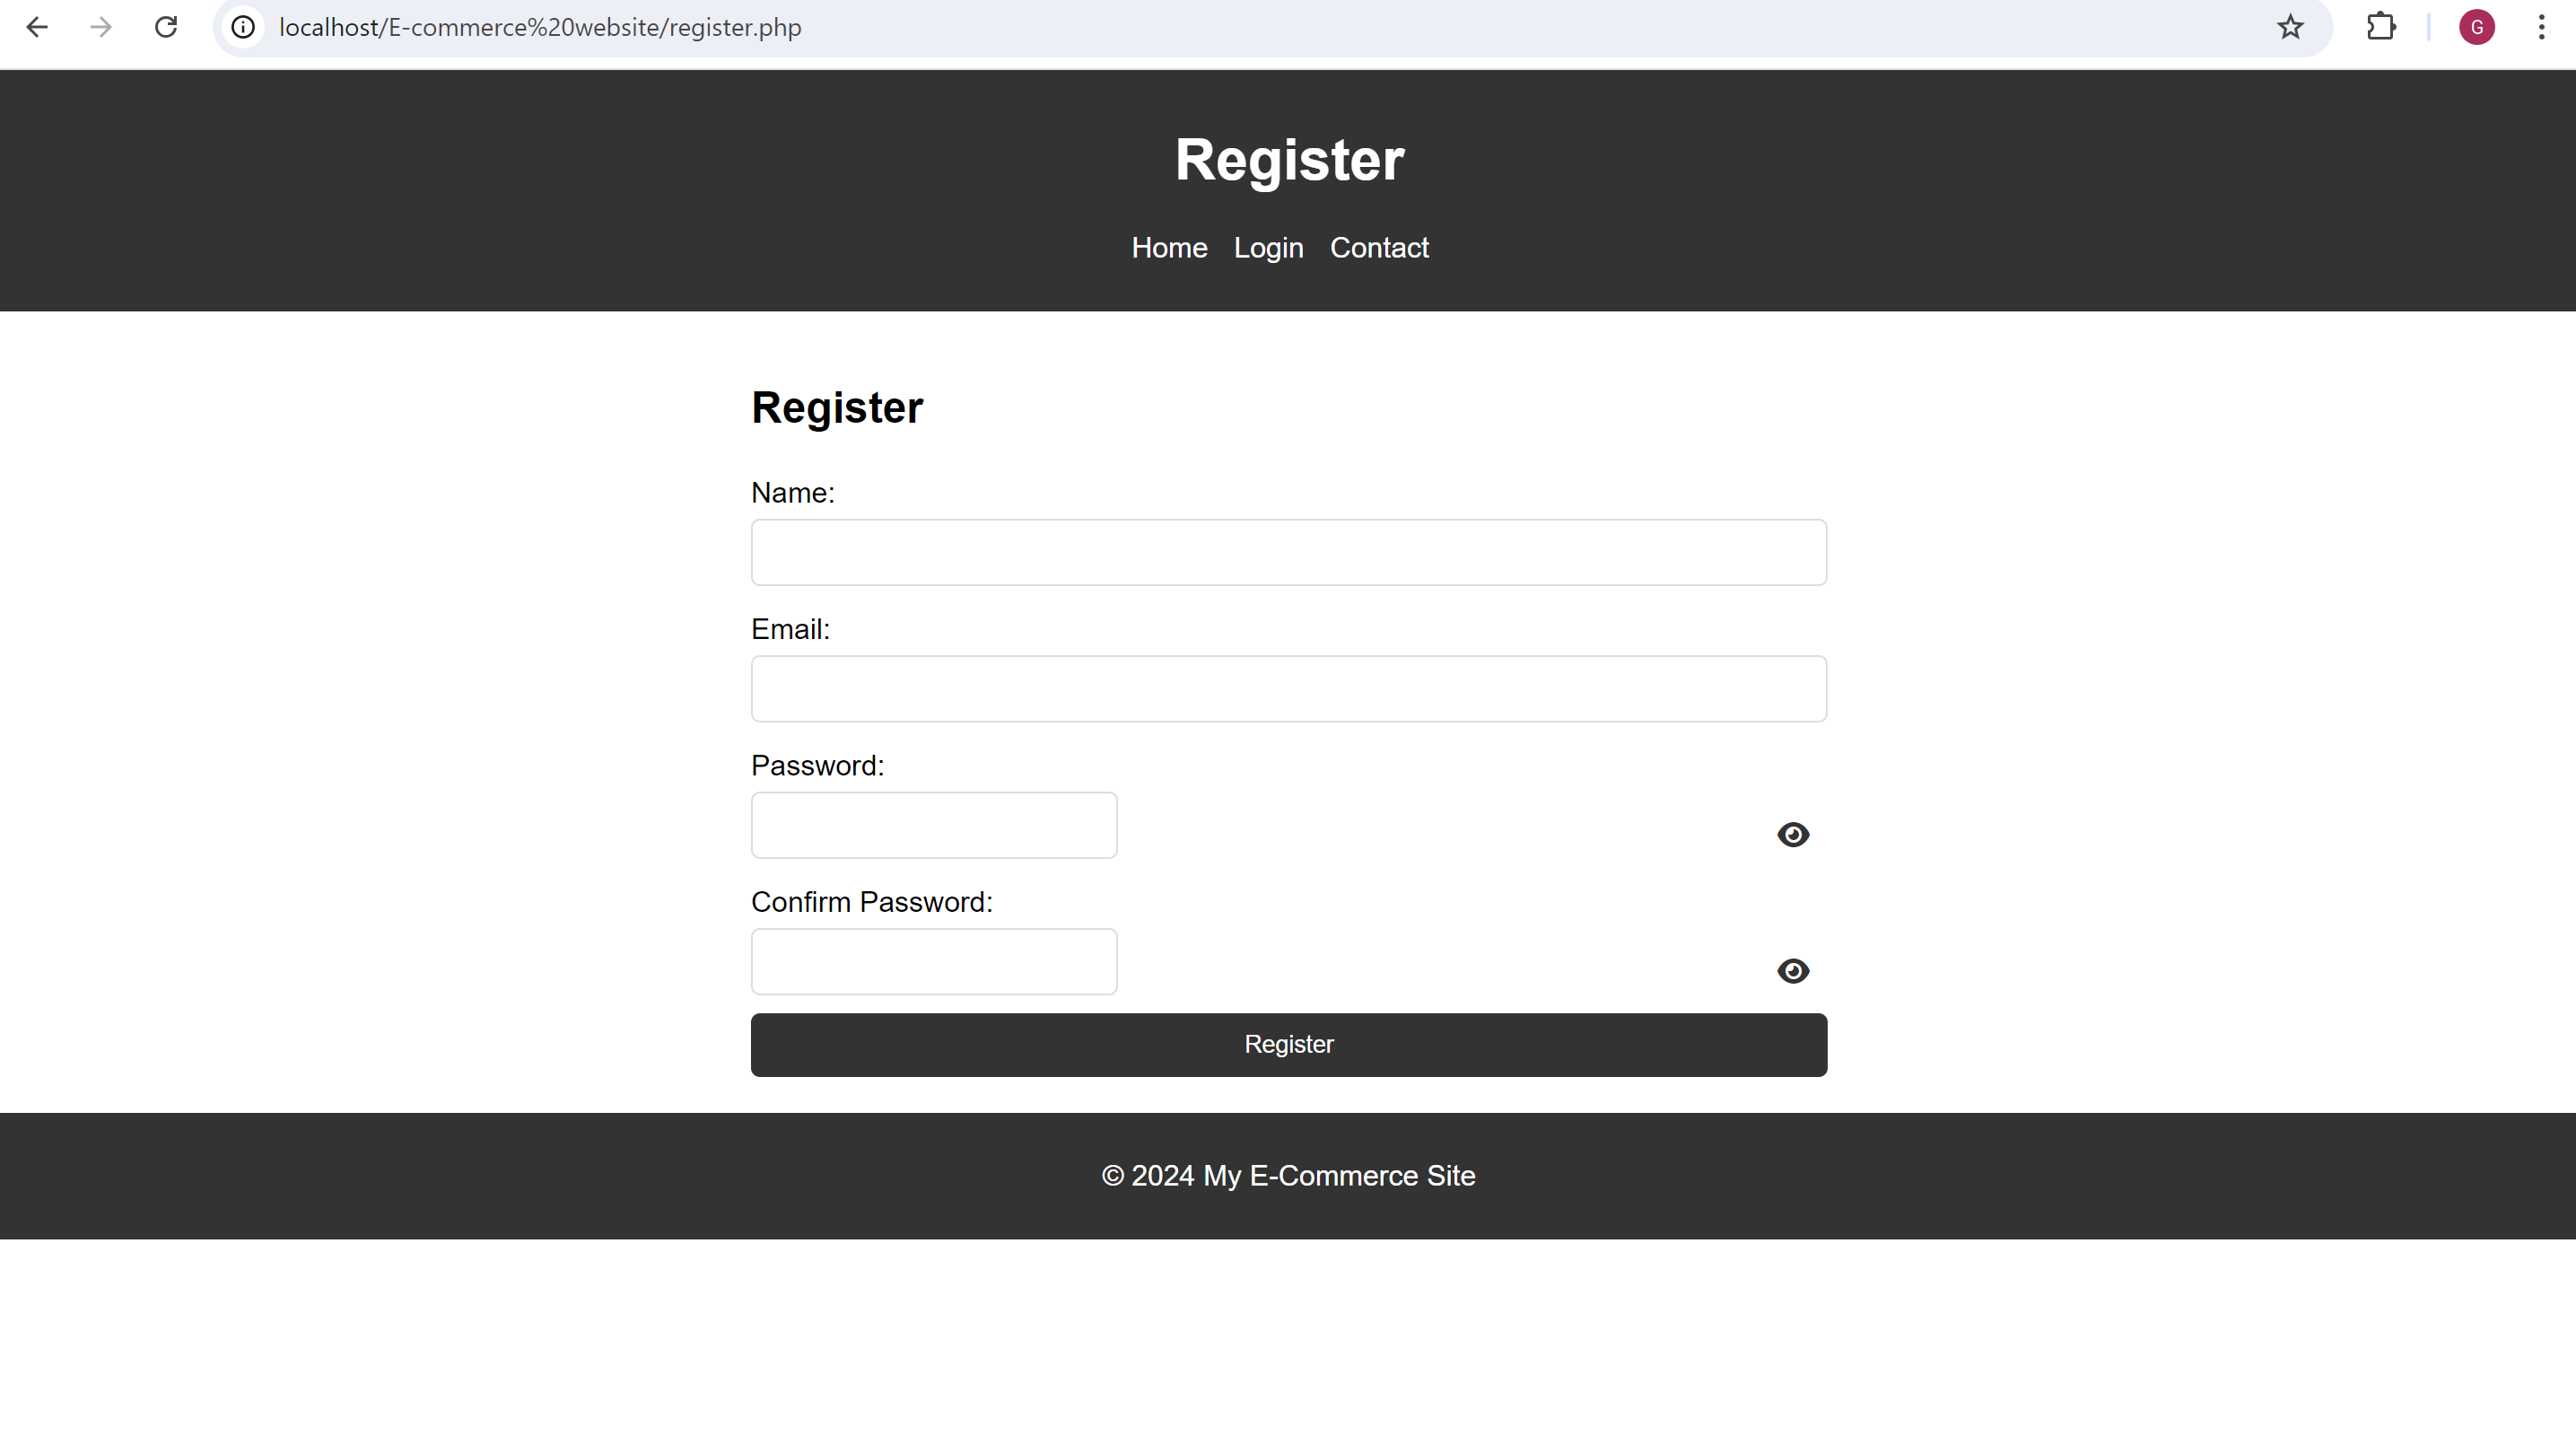 localhost/E-commerce%20website/register.php
G
Register
Home Login Contact
Register
Name:
Email:
Password:
Confirm Password:
Register
© 2024 My E-Commerce Site